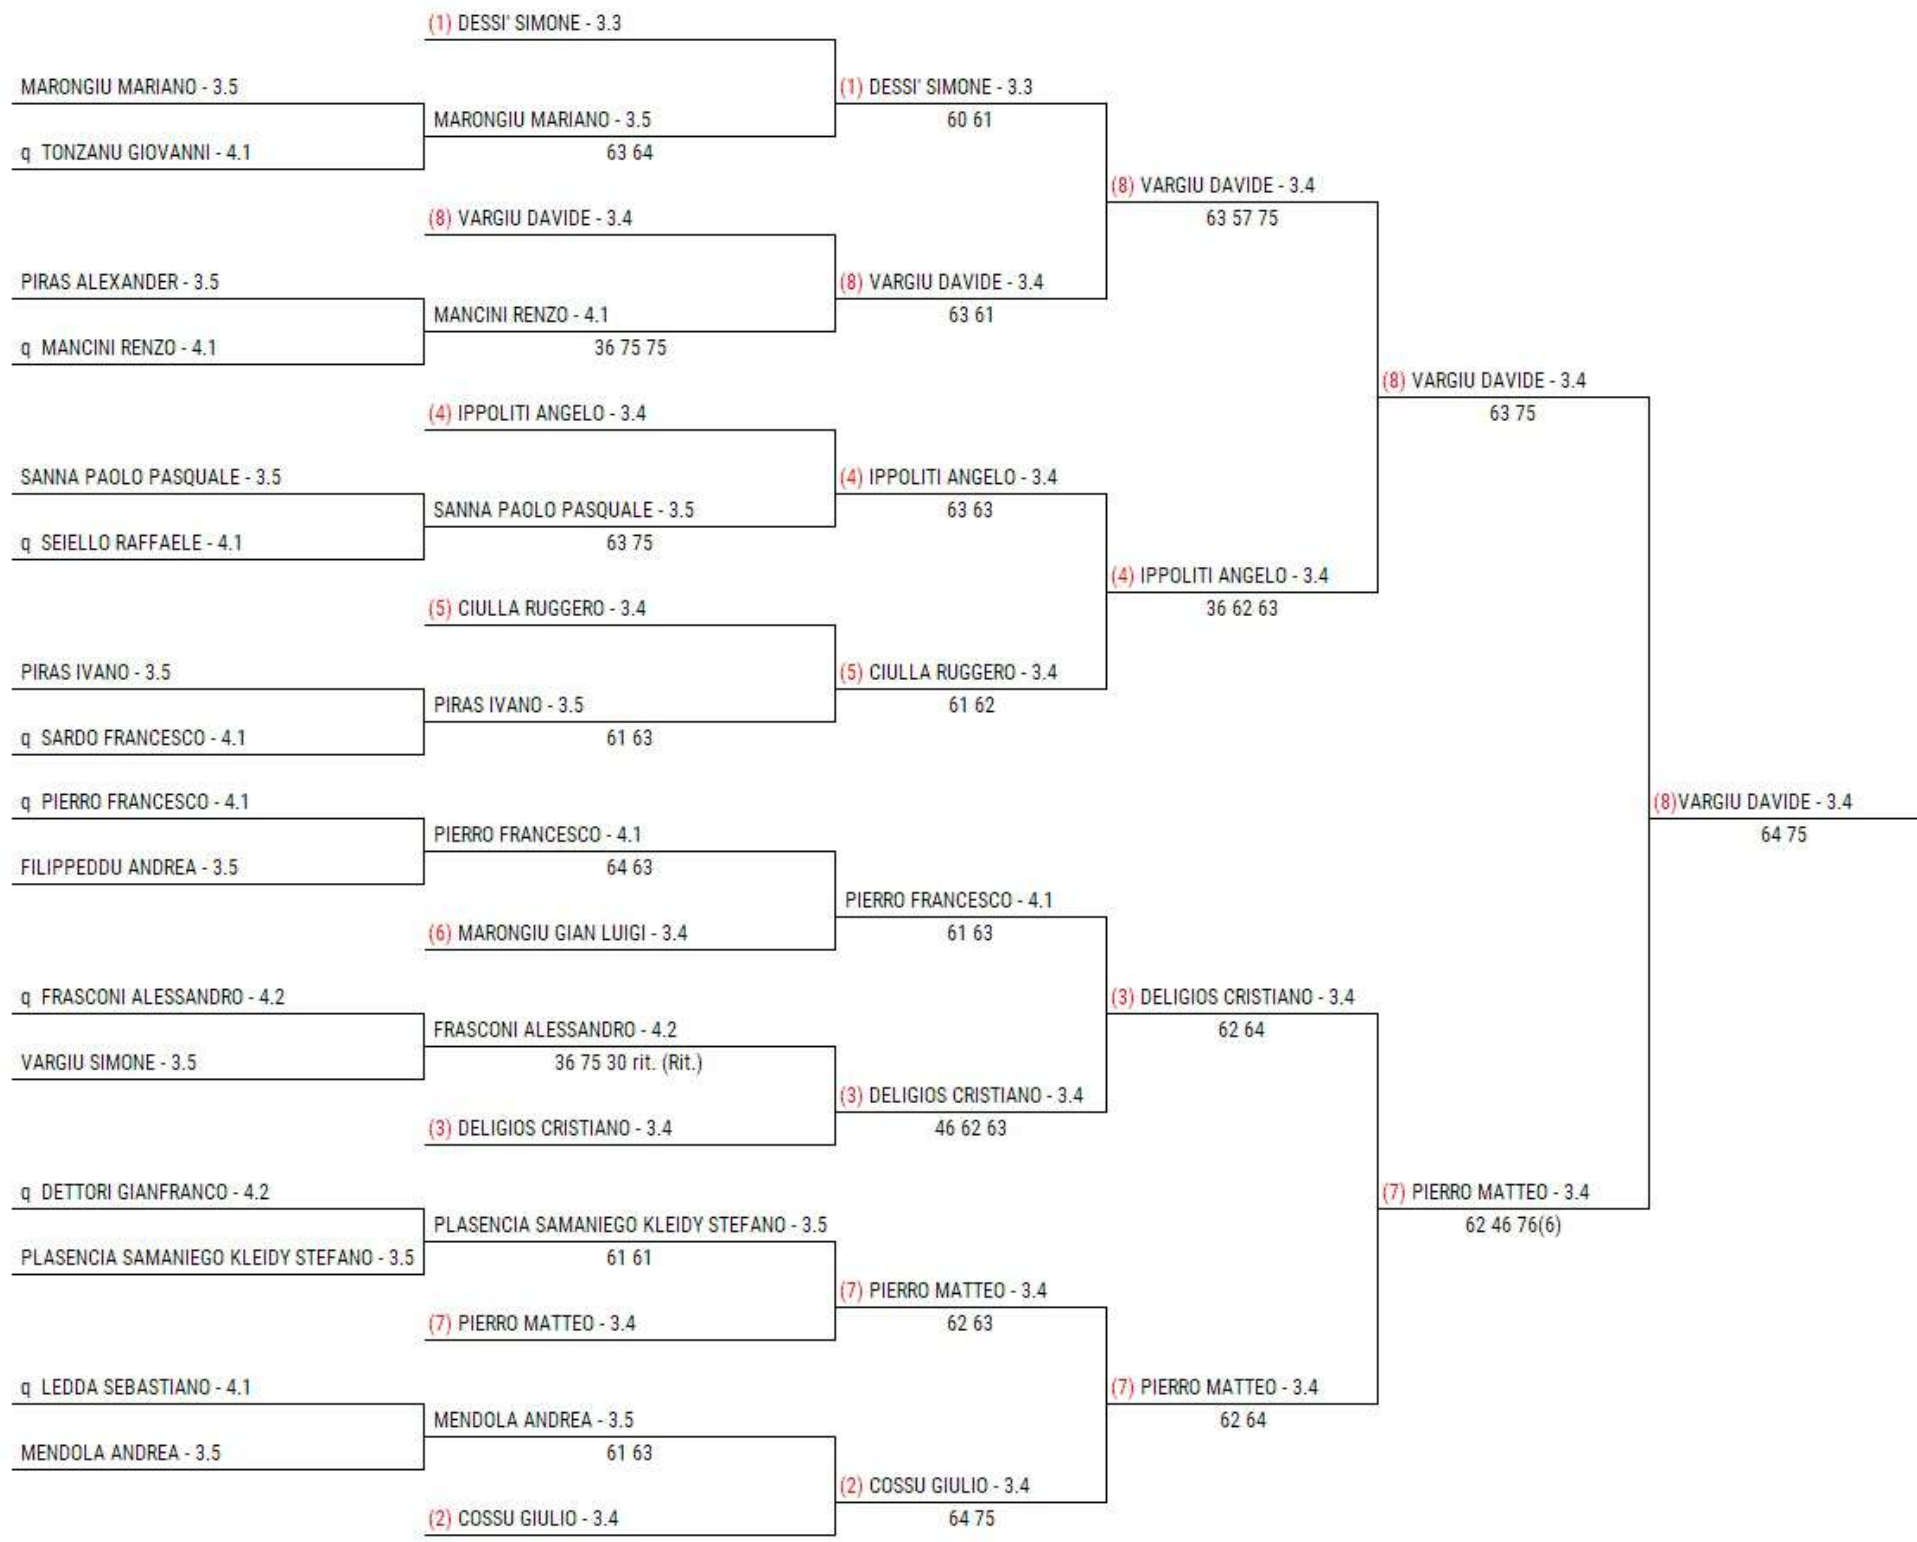 (1) DESSI' SIMONE - 3.3
MARONGIU MARIANO - 3.5
(1) DESSI' SIMONE - 3.3
MARONGIU MARIANO - 3.5
60 61
q TONZANU GIOVANNI - 4.1
63 64
(8) VARGIU DAVIDE - 3.4
(8) VARGIU DAVIDE - 3.4
63 57 75
PIRAS ALEXANDER - 3.5
(8) VARGIU DAVIDE - 3.4
MANCINI RENZO - 4.1
63 61
q MANCINI RENZO - 4.1
36 75 75
(8) VARGIU DAVIDE - 3.4
(4) IPPOLITI ANGELO - 3.4
63 75
SANNA PAOLO PASQUALE - 3.5
(4) IPPOLITI ANGELO - 3.4
SANNA PAOLO PASQUALE - 3.5
63 63
q SEIELLO RAFFAELE - 4.1
63 75
(4) IPPOLITI ANGELO - 3.4
(5) CIULLA RUGGERO - 3.4
36 62 63
PIRAS IVANO - 3.5
(5) CIULLA RUGGERO - 3.4
PIRAS IVANO - 3.5
61 62
q SARDO FRANCESCO - 4.1
61 63
q PIERRO FRANCESCO - 4.1
(8)VARGIU DAVIDE - 3.4
PIERRO FRANCESCO - 4.1
64 75
FILIPPEDDU ANDREA - 3.5
64 63
PIERRO FRANCESCO - 4.1
(6) MARONGIU GIAN LUIGI - 3.4
61 63
q FRASCONI ALESSANDRO - 4.2
(3) DELIGIOS CRISTIANO - 3.4
FRASCONI ALESSANDRO - 4.2
62 64
VARGIU SIMONE - 3.5
36 75 30 rit. (Rit.)
(3) DELIGIOS CRISTIANO - 3.4
(3) DELIGIOS CRISTIANO - 3.4
46 62 63
q DETTORI GIANFRANCO - 4.2
(7) PIERRO MATTEO - 3.4
PLASENCIA SAMANIEGO KLEIDY STEFANO - 3.5
62 46 76(6)
PLASENCIA SAMANIEGO KLEIDY STEFANO - 3.5
61 61
(7) PIERRO MATTEO - 3.4
(7) PIERRO MATTEO - 3.4
62 63
q LEDDA SEBASTIANO - 4.1
(7) PIERRO MATTEO - 3.4
MENDOLA ANDREA - 3.5
62 64
MENDOLA ANDREA - 3.5
61 63
(2) COSSU GIULIO - 3.4
(2) COSSU GIULIO - 3.4
64 75